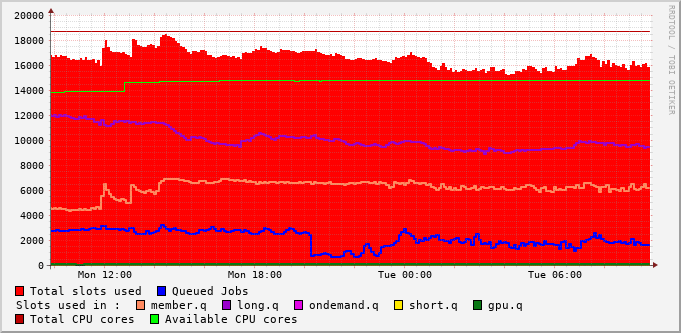 20000
18000
16000
14000
12000
10000
8000
6000
4000
2000
0
Mon 12:00 Mon 18:00 Tue 00:00 Tue 06:00
Total slots used Queued Jobs
Slots used in : member.q long.q ondemand.q short.q gpu.q
Total CPU cores Available CPU cores
RRDTOOL / TOBI OETIKER